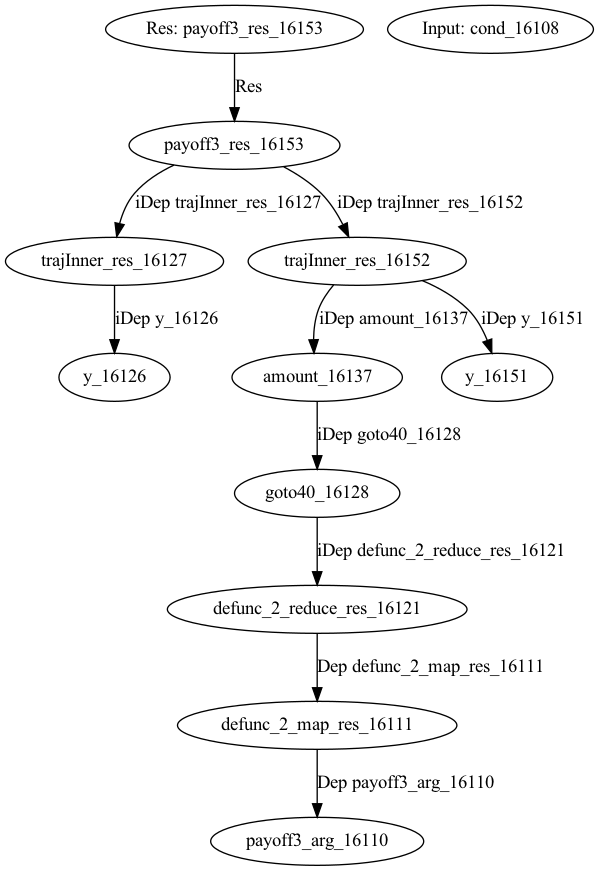 Res: payoff3_res_16153
Input: cond_16108
Res
payoff3_res_16153
iDep trajInner_res_16127
iDep trajInner_res_16152
trajInner_res_16127
trajInner_res_16152
iDep y_16126
iDep amount_16137
iDep y_16151
y_16126
amount_16137
y_16151
iDep goto40_16128
goto40_16128
iDep defunc_2_reduce_res_16121
defunc_2_reduce_res_16121
Dep defunc_2_map_res_16111
defunc_2_map_res_16111
Dep payoff3_arg_16110
payoff3_arg_16110